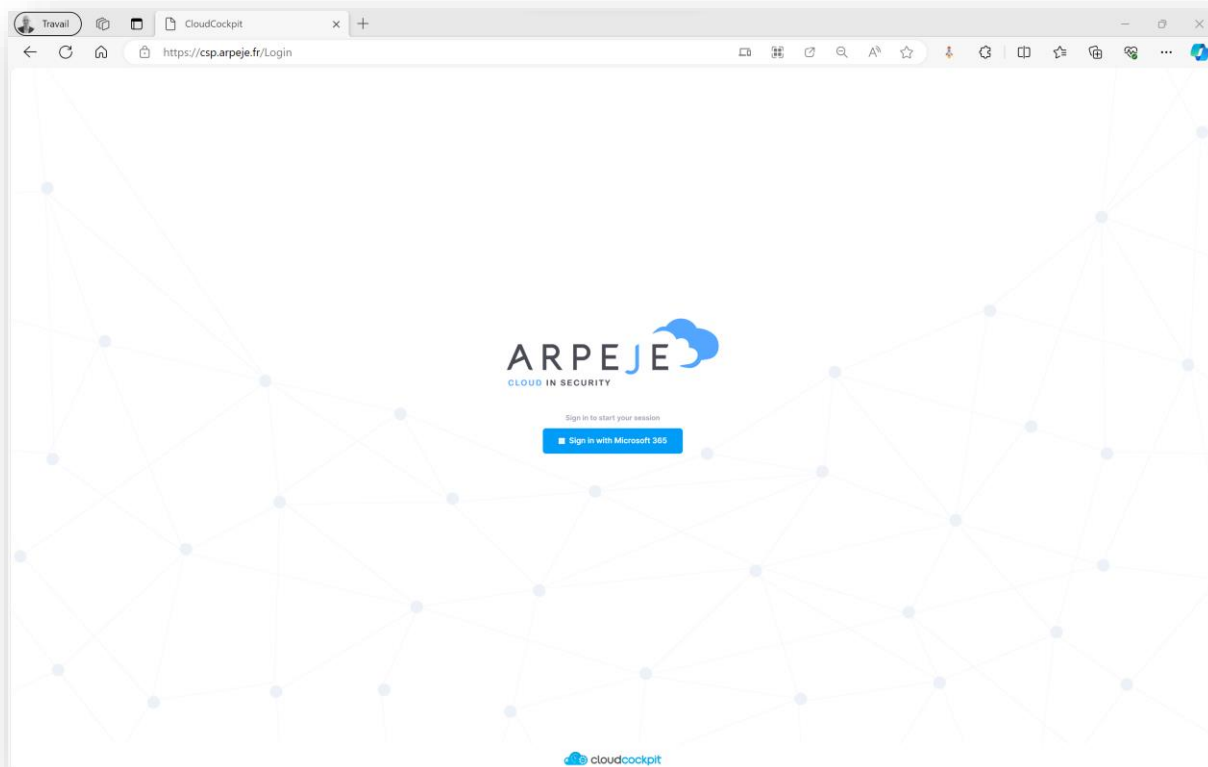 Travail
CloudCockpit
https://csp.arpeje.fr/Login
ARPEJE
CLOUD IN SECURITY
Sign in to start your session
Sign in with Microsoft 365
cloudcockpit